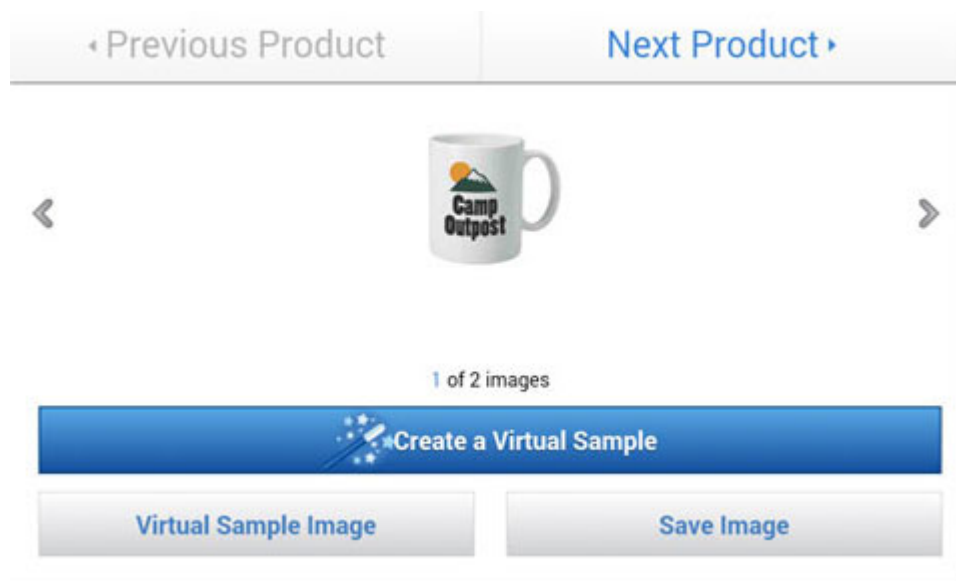 Previous Product
Next Product
Camp
Outpost
1 of 2 images
Create a Virtual Sample
Virtual Sample Image
Save Image